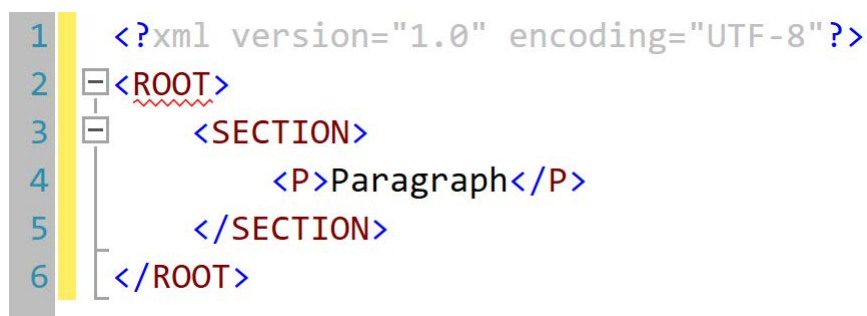 1 <?xml version="1.0" encoding="UTF-8"?>
2 <ROOT>
3 <SECTION>
4 <P>Paragraph</P>
5 </SECTION>
6 </ROOT>